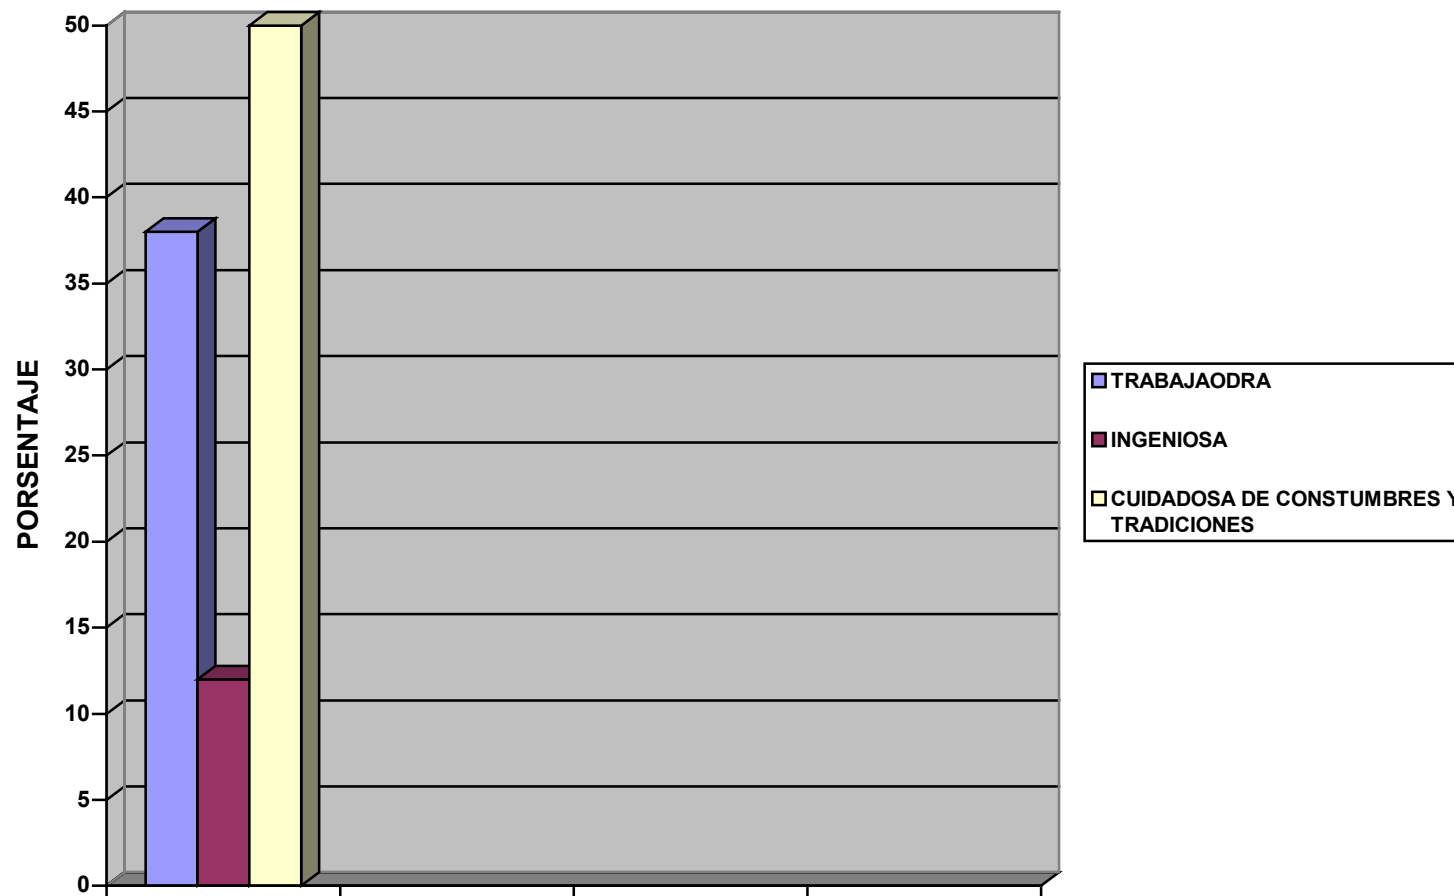 50
45
40
35
30
25
20
15
10
5
0
PORSENTAJE
TRABAJAODRA
INGENIOSA
CUIDADOSA DE CONSTUMBRES Y
TRADICIONES